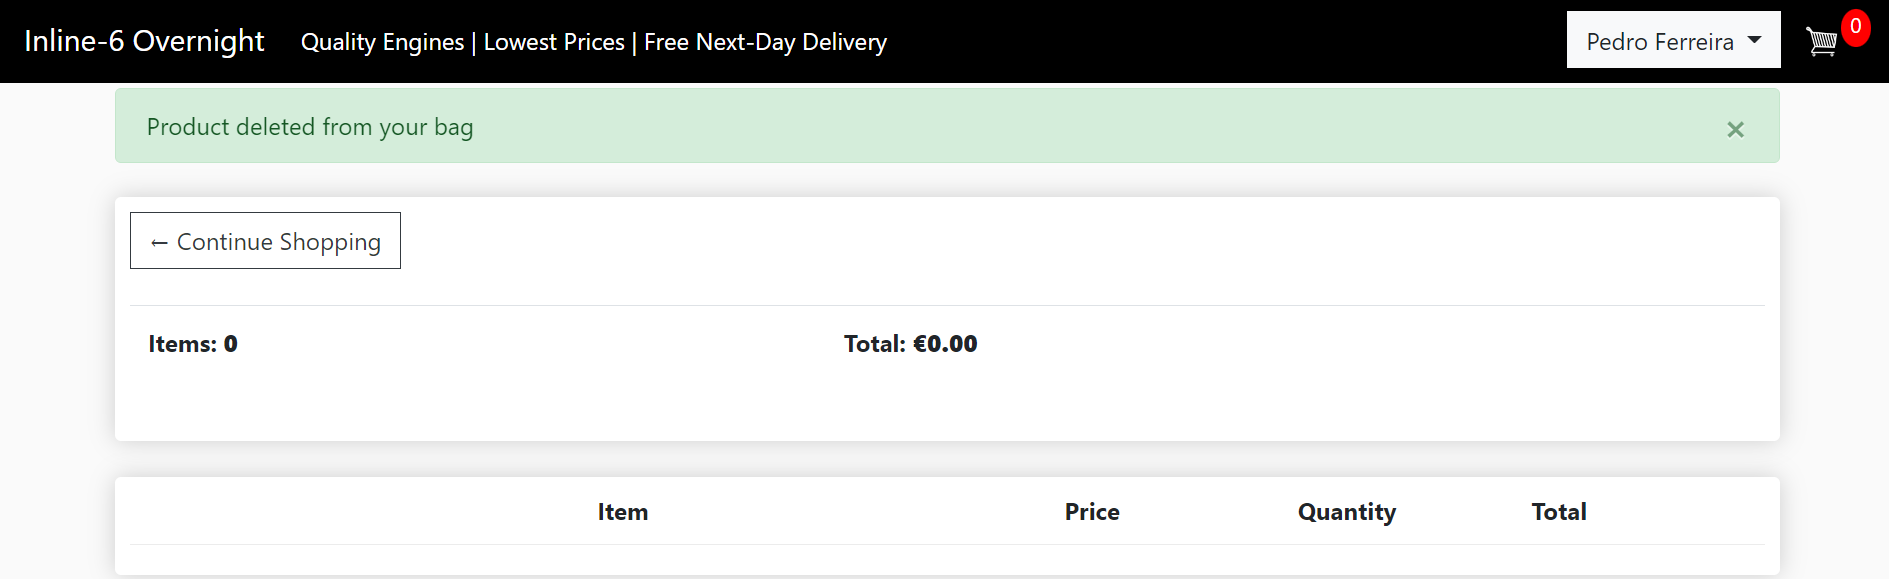 Inline-6 Overnight Quality Engines | Lowest Prices | Free Next-Day Delivery Pedro Ferreira 0
Product deleted from your bag ×
← Continue Shopping
Items: 0 Total: €0.00
Item Price Quantity Total